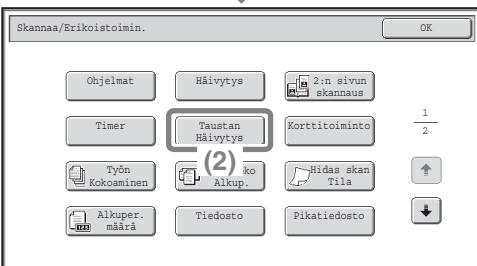 Skannaa/Erikoistoimin.
OK
Ohjelmat
Häivytys
2:n sivun
skannaus
Timer
Taustan
Häivytys
Korttitoiminto
1
2
Työn
Kokoaminen
(2)
Alkup.
Hidas skan
Tila
Alkuper.
määrä
Tiedosto
Pikatiedosto